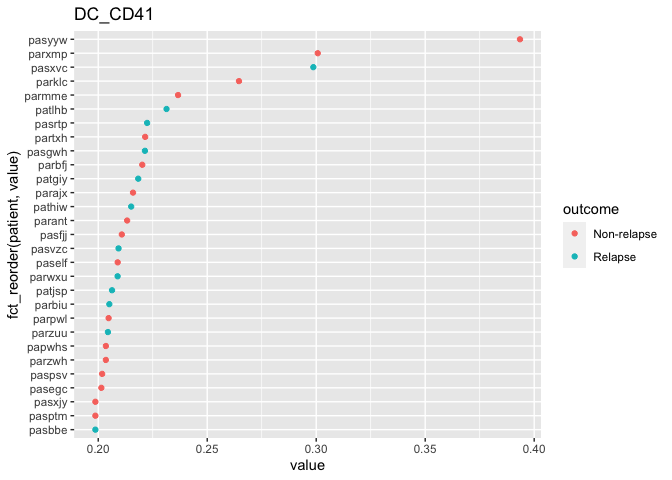 DC_CD41
fct_reorder(patient, value)
pasyyw
parxmp
pasxvc
parklc
parmme
patlhb
pasrtp
partxh
pasgwh
parbfj
patgiy
parajx
pathiw
parant
pasfjj
pasvzc
paself
parwxu
patjsp
parbiu
parpwl
parzuu
papwhs
parzwh
paspsv
pasegc
pasxjy
pasptm
pasbbe
0.20 0.25 0.30 0.35 0.40
value
outcome
Non-relapse
Relapse